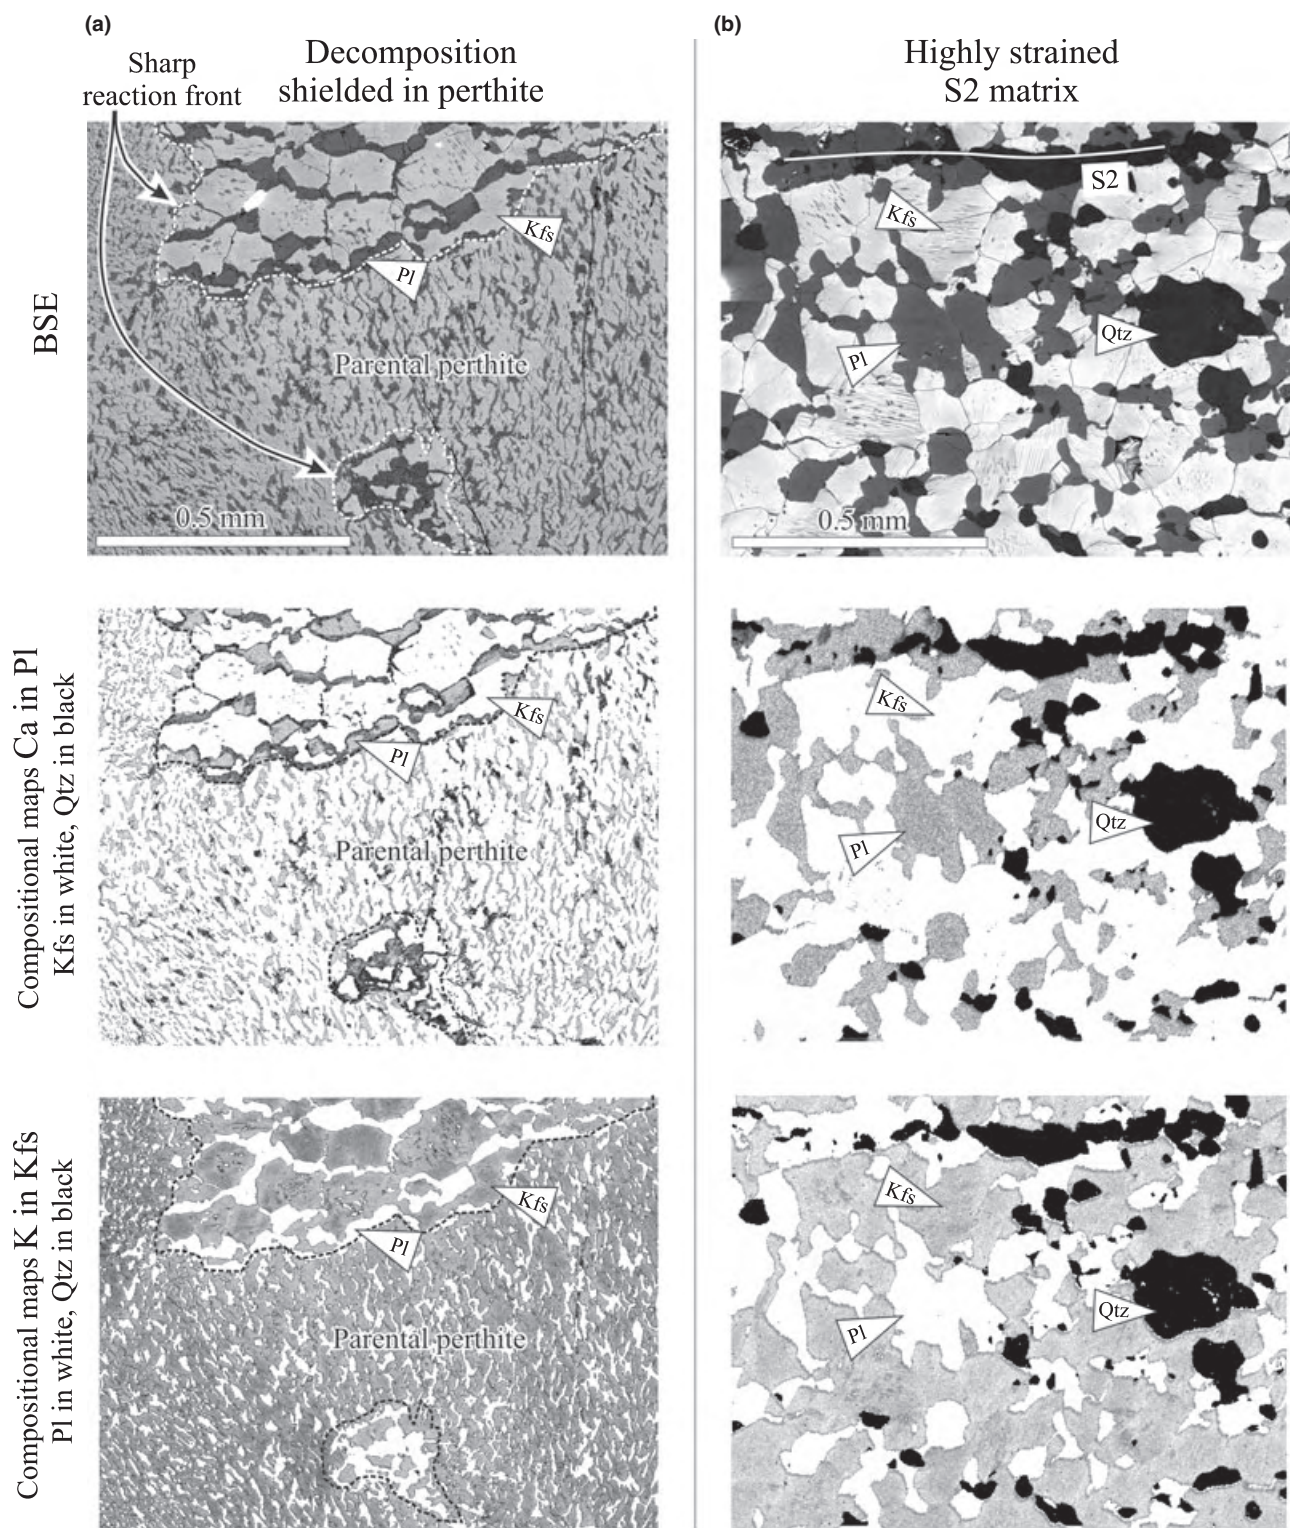 (a)
Decomposition
shielded in perthite
Sharp
reaction front
(b)
Highly strained
S2 matrix
BSE
Kfs
Pl
Parental perthite
0.5 mm
S2
Kfs
Qtz
Pl
0.5 mm
Compositional maps Ca in Pl
Kfs in white, Qtz in black
Kfs
Pl
Parental perthite
Kfs
Qtz
Pl
Compositional maps K in Kfs
Pl in white, Qtz in black
Kfs
Pl
Parental perthite
Kfs
Qtz
Pl